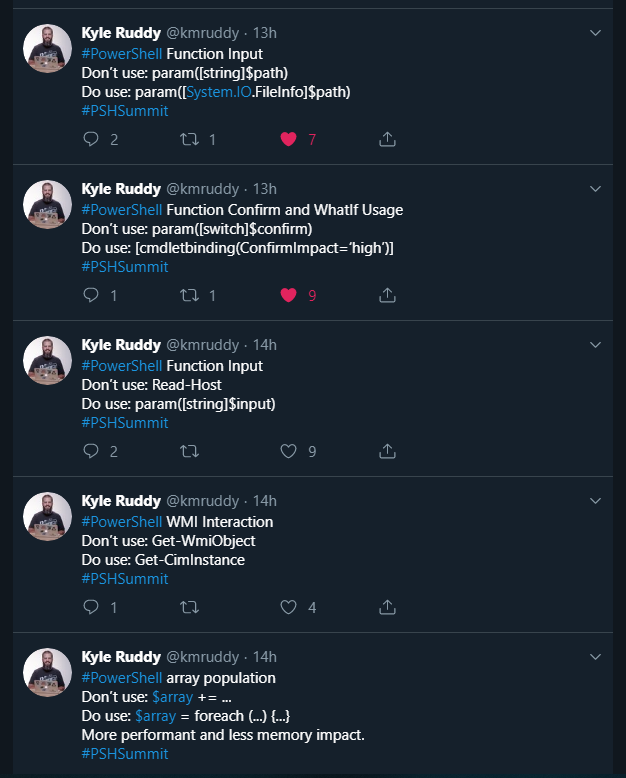 Kyle Ruddy @kmruddy · 13h
#PowerShell Function Input
Don’t use: param([string]$path)
Do use: param([System.IO.FileInfo]$path)
#PSHSummit
2 1 7
Kyle Ruddy @kmruddy · 13h
#PowerShell Function Confirm and WhatIf Usage
Don’t use: param([switch]$confirm)
Do use: [cmdletbinding(ConfirmImpact=‘high’)]
#PSHSummit
1 1 9
Kyle Ruddy @kmruddy · 14h
#PowerShell Function Input
Don’t use: Read-Host
Do use: param([string]$input)
#PSHSummit
2 9
Kyle Ruddy @kmruddy · 14h
#PowerShell WMI Interaction
Don’t use: Get-WmiObject
Do use: Get-CimInstance
#PSHSummit
1 4
Kyle Ruddy @kmruddy · 14h
#PowerShell array population
Don’t use: $array += ...
Do use: $array = foreach (...) {...}
More performant and less memory impact.
#PSHSummit